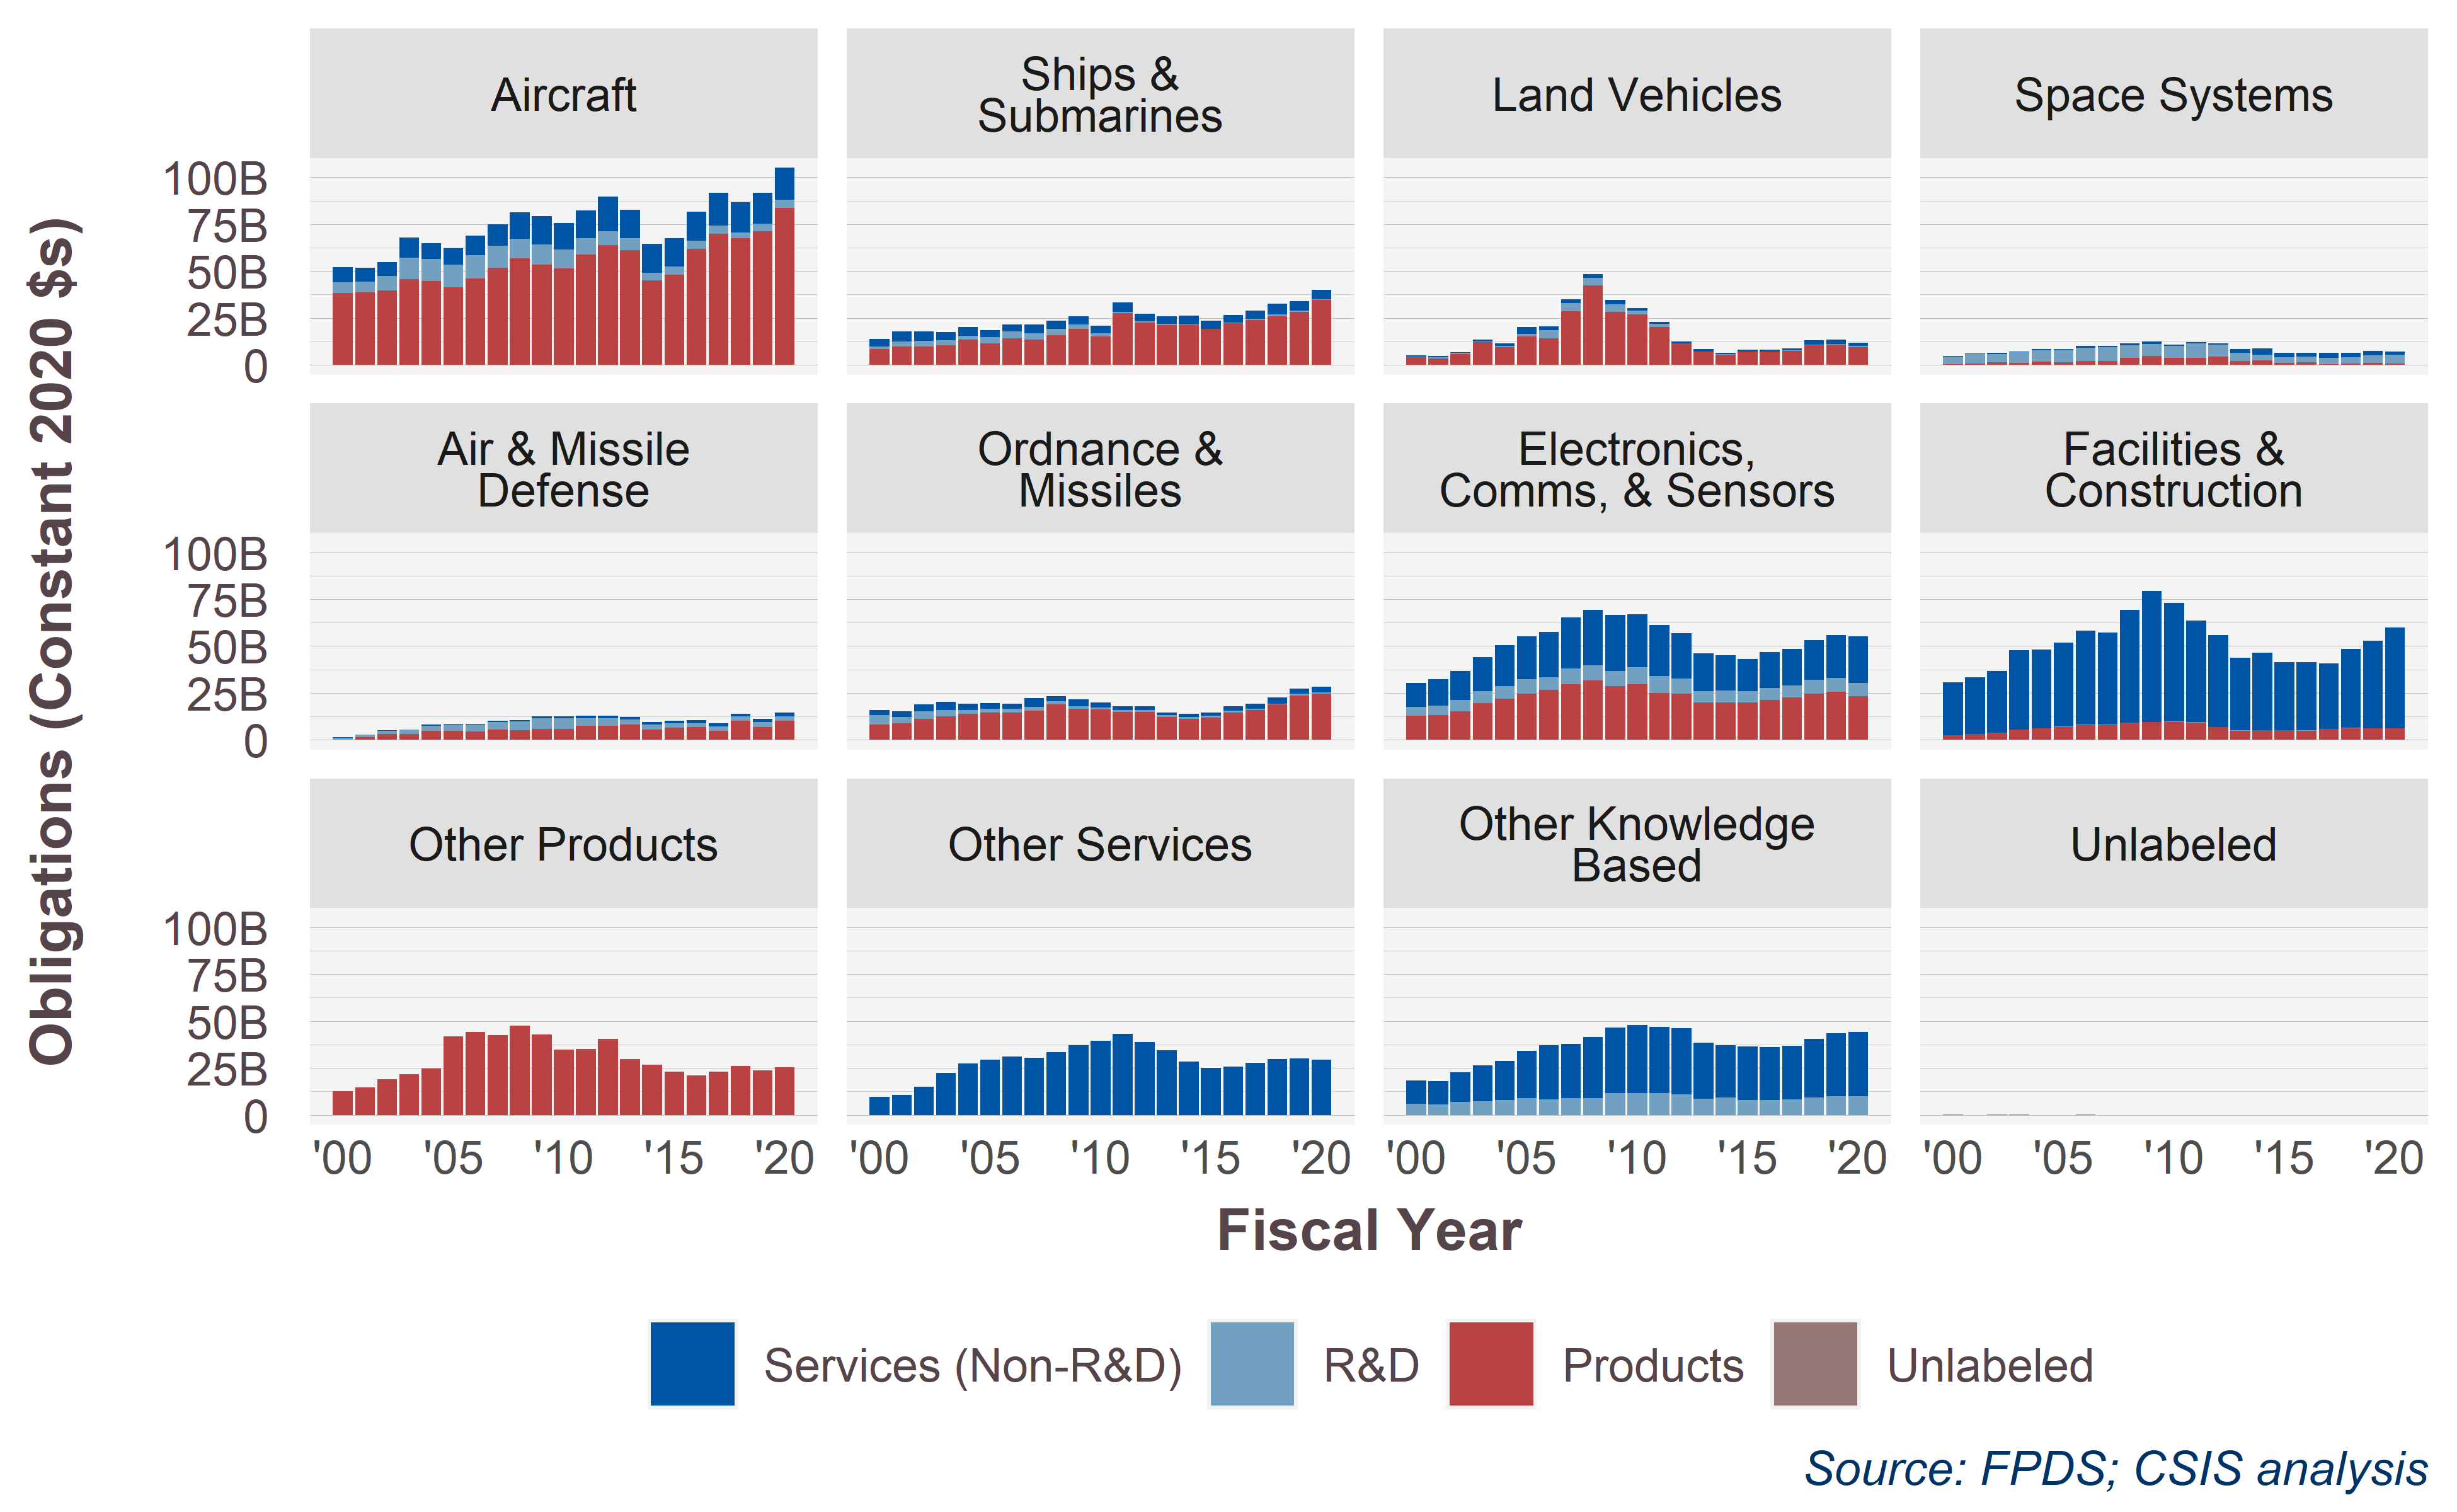 Obligations (Constant 2020 $s)
Aircraft
Ships &
Submarines
Land Vehicles
Space Systems
100B
75B
50B
25B
0
Air & Missile
Defense
Ordnance &
Missiles
Electronics,
Comms, & Sensors
Facilities &
Construction
100B
75B
50B
25B
0
Other Products
Other Services
Other Knowledge
Based
Unlabeled
100B
75B
50B
25B
0
'00 '05 '10 '15 '20
'00 '05 '10 '15 '20
'00 '05 '10 '15 '20
'00 '05 '10 '15 '20
Fiscal Year
Services (Non-R&D)
R&D
Products
Unlabeled
Source: FPDS; CSIS analysis